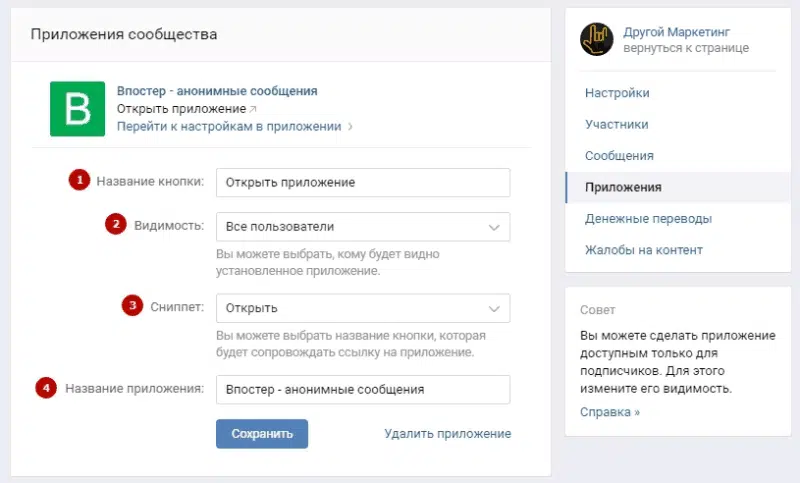 Приложения сообщества
В
Впостер - анонимные сообщения
Открыть приложение
Перейти к настройкам в приложении
1 Название кнопки: Открыть приложение
2 Видимость: Все пользователи
Вы можете выбрать, кому будет видно
установленное приложение.
3 Сниппет: Открыть
Вы можете выбрать название кнопки, которая
будет сопровождать ссылку на приложение.
4 Название приложения: Впостер - анонимные сообщения
Сохранить Удалить приложение
Другой Маркетинг
вернуться к странице
Настройки
Участники
Сообщения
Приложения
Денежные переводы
Жалобы на контент
Совет
Вы можете сделать приложение
доступным только для
подписчиков. Для этого
измените его видимость.
Справка »